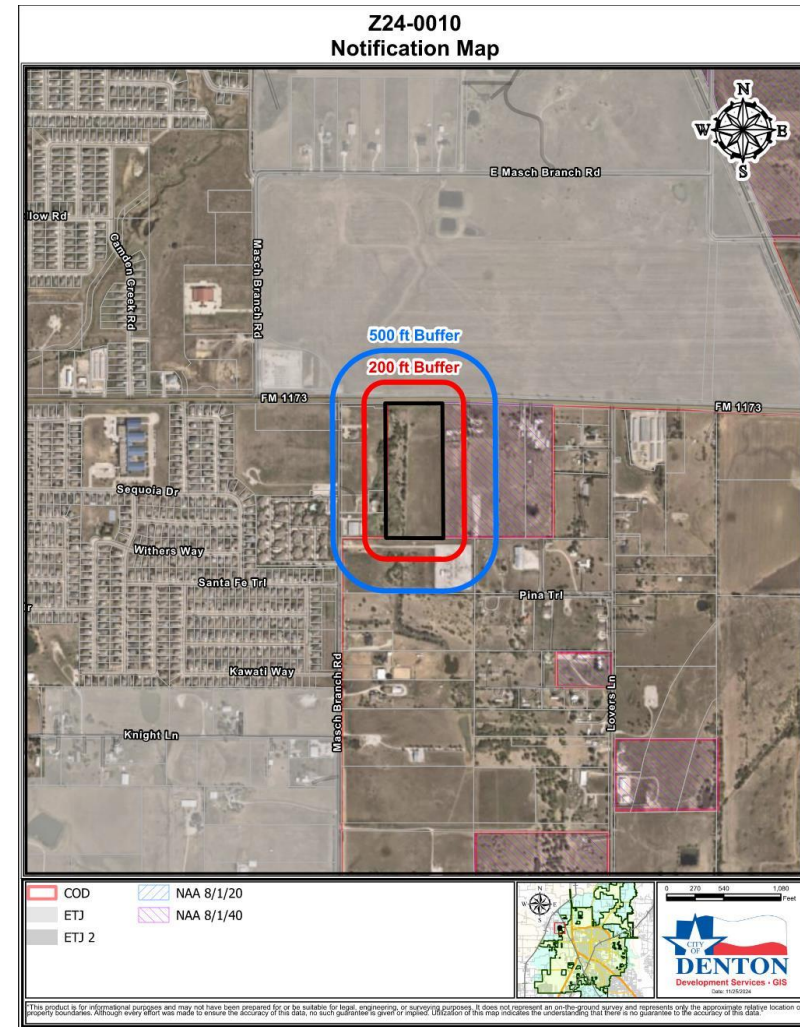 Z24-0010
Notification Map
N
W E
S
E Masch Branch Rd
llow Rd
Camden Creek Rd
Masch Branch Rd
500 ft Buffer
200 ft Buffer
FM 1173
FM 1173
Sequoia Dr
Withers Way
Santa Fe Trl
Pina Trl
Kawati Way
Masch Branch Rd
Lovers Ln
Knight Ln
COD
ETJ
ETJ 2
NAA 8/1/20
NAA 8/1/40
N
W E
S
0 270 540 1,080
Feet
CITY
OF
DENTON
Development Services - GIS
Date: 11/25/2024
"This product is for informational purposes and may not have been prepared for or be suitable for legal, engineering, or surveying purposes. It does not represent an on-the-ground survey and represents only the approximate relative location o
property boundaries. Although every effort was made to ensure the accuracy of this data, no such guarantee is given or implied. Utilization of this map indicates the understanding that there is no guarantee to the accuracy of this data."